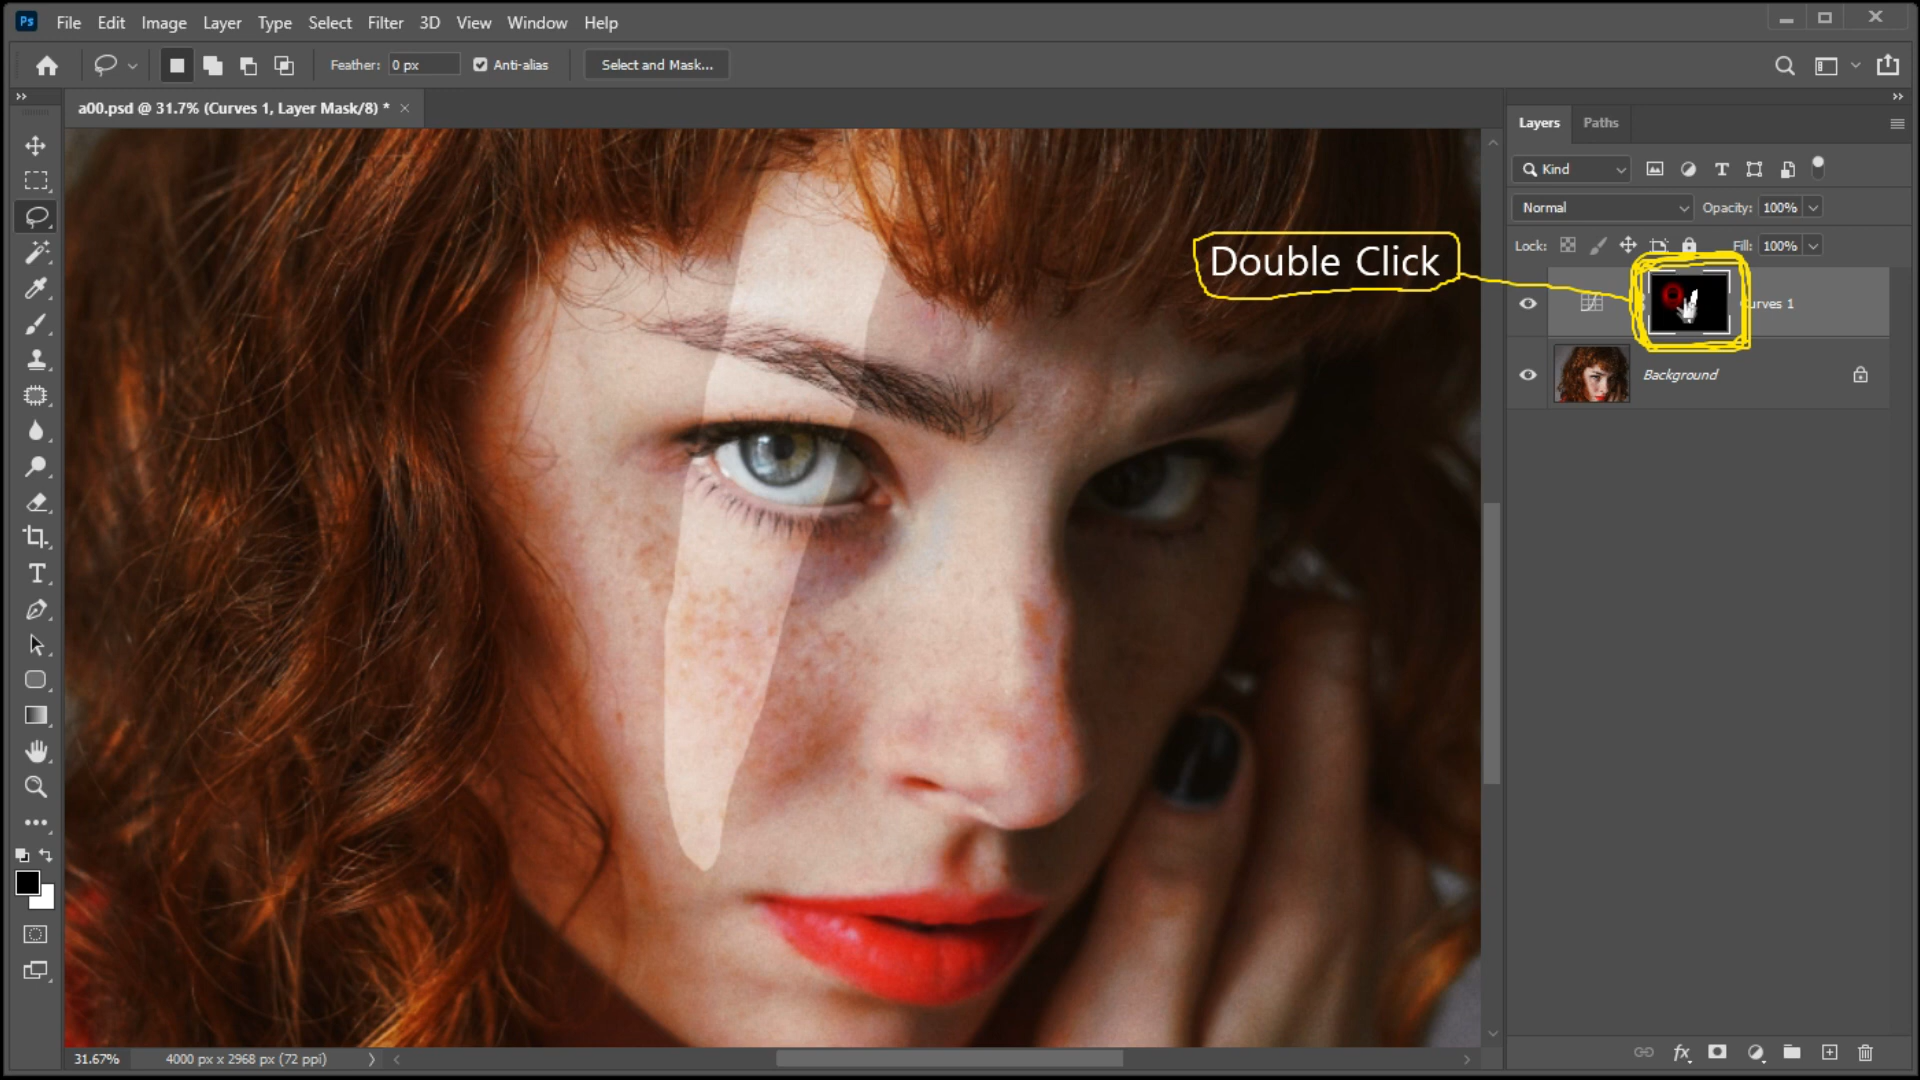 Ps File Edit Image Layer Type Select Filter 3D View Window Help
Feather: 0 px Anti-alias Select and Mask...
a00.psd @ 31.7% (Curves 1, Layer Mask/8) * ×
Layers Paths
Kind
Normal Opacity: 100%
Lock: Fill: 100%
Double Click
urves 1
Background
31.67% 4000 px x 2968 px (72 ppi)